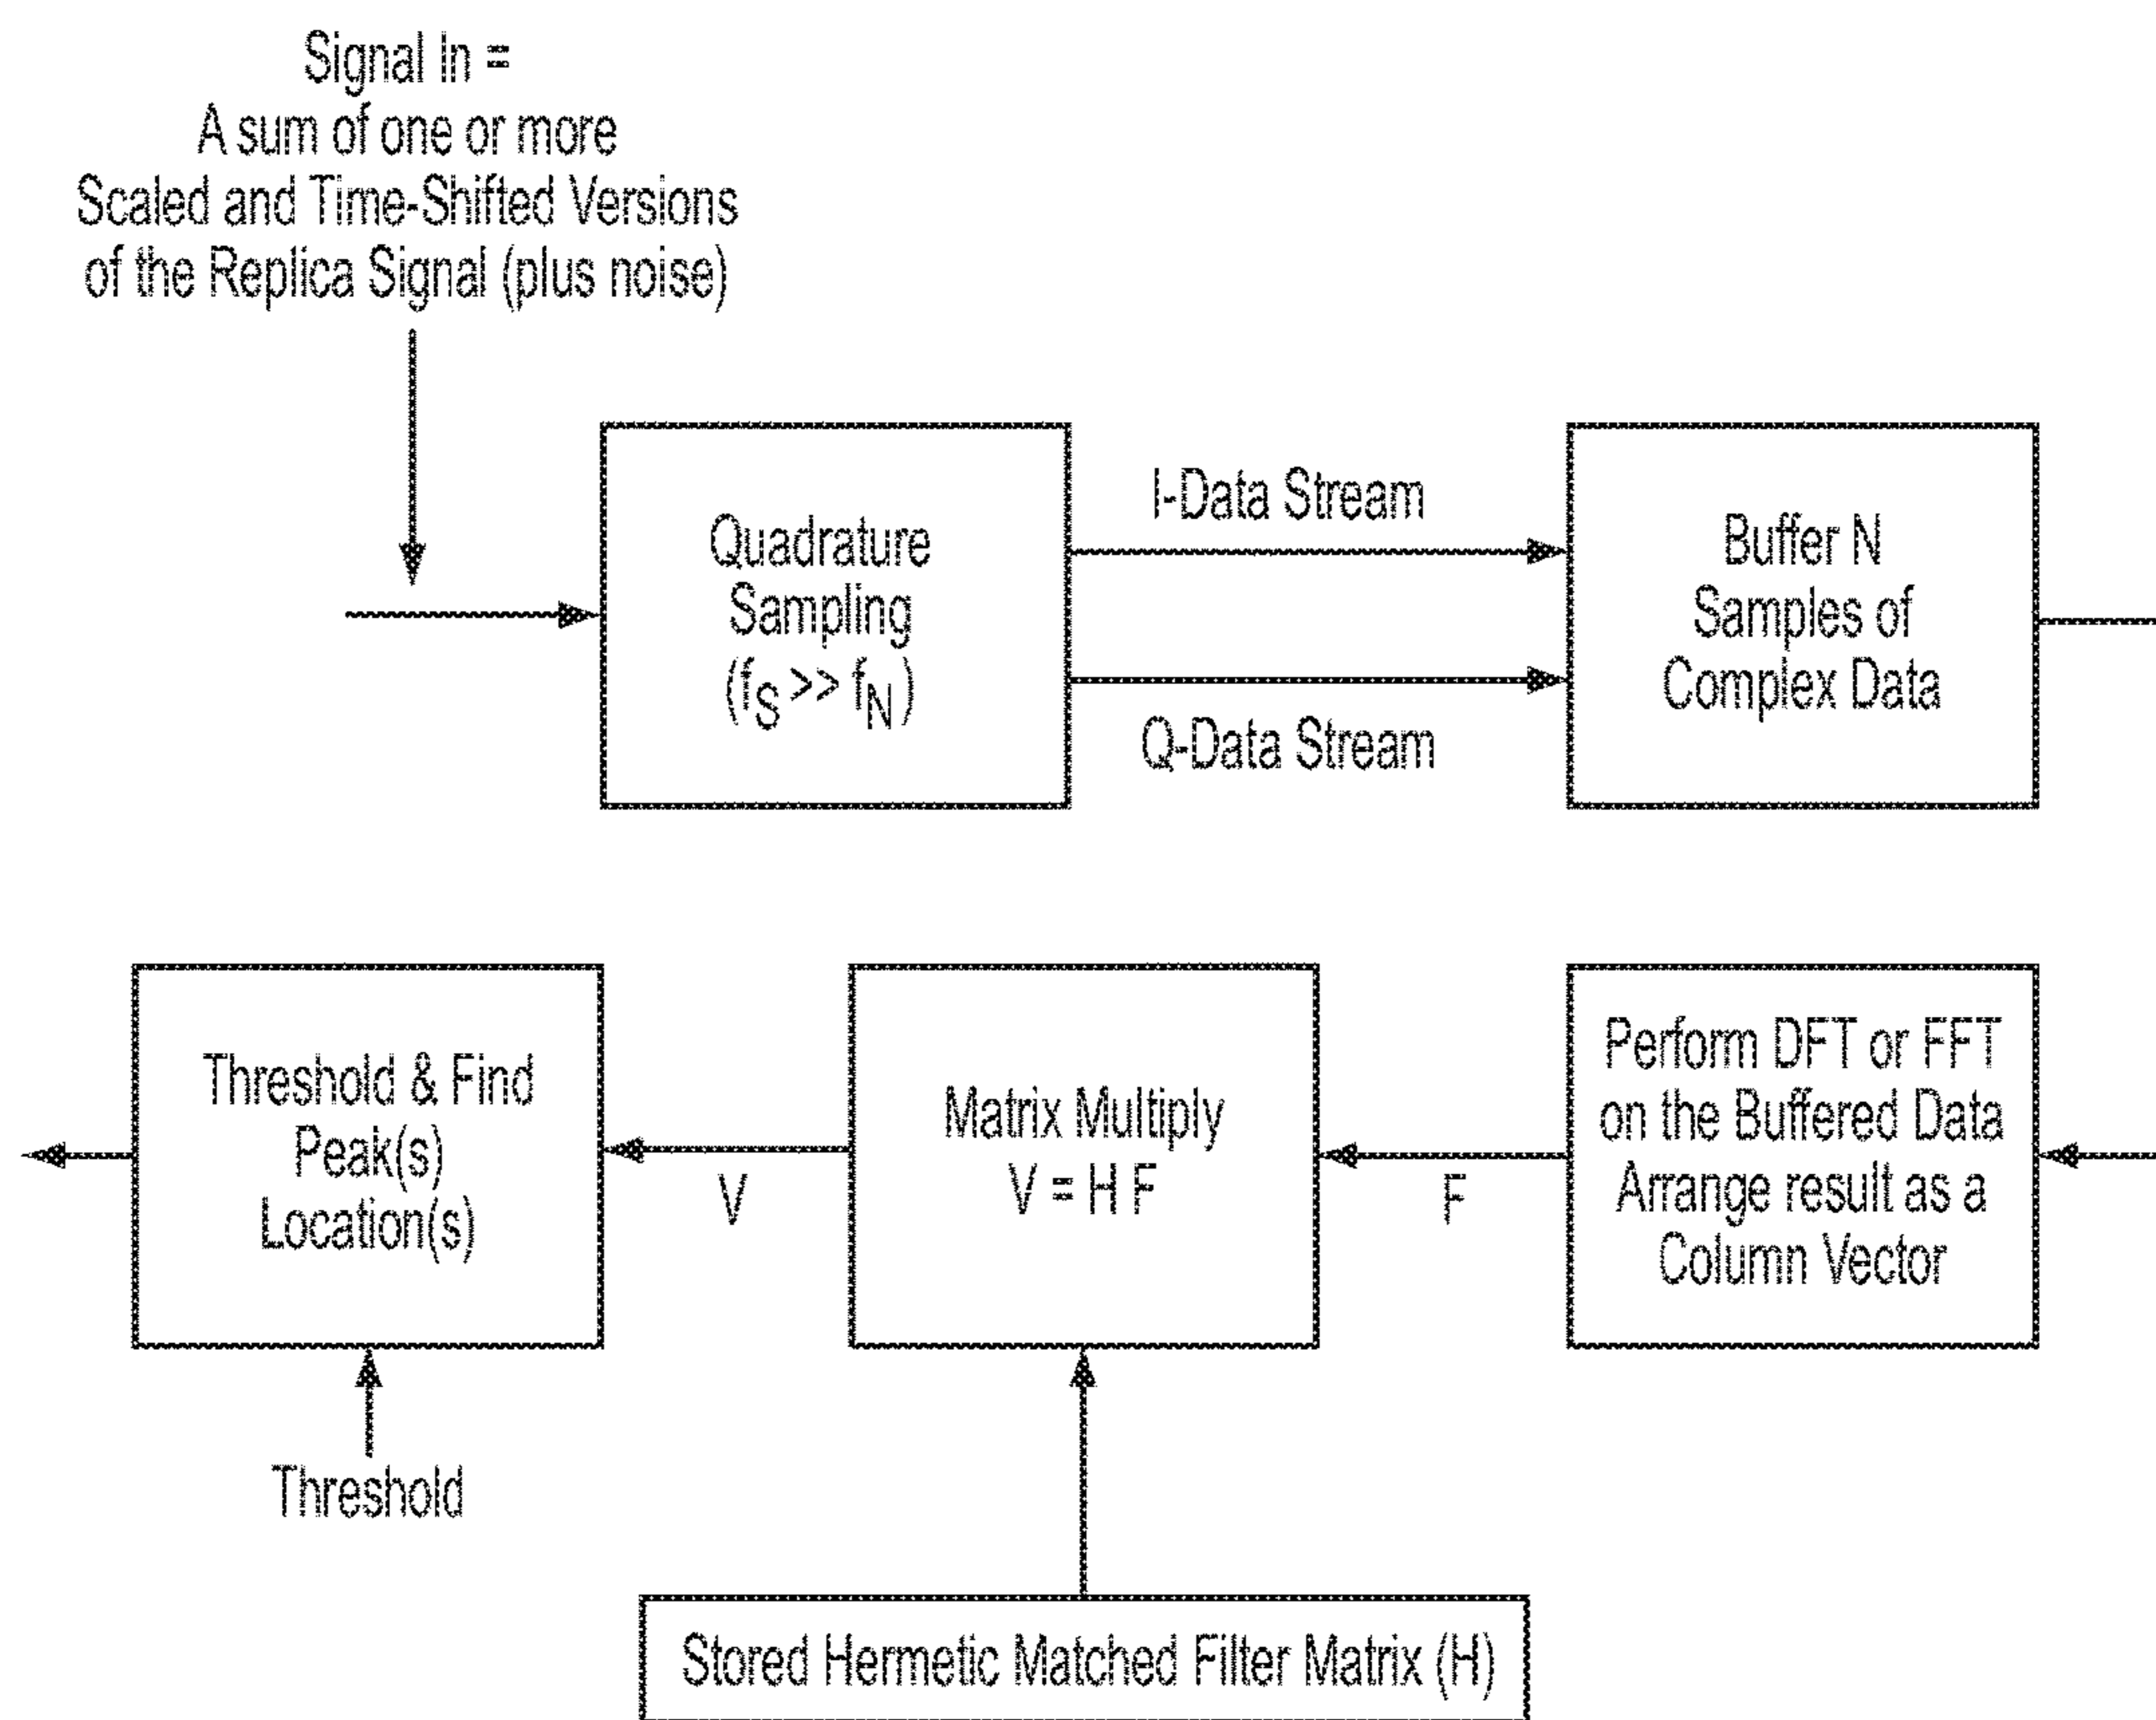 Signal In =
A sum of one or more
Scaled and Time-Shifted Versions
of the Replica Signal (plus noise)
Quadrature
Sampling
(fS >> fN)
I-Data Stream
Q-Data Stream
Buffer N
Samples of
Complex Data
Threshold & Find
Peak(s)
Location(s)
V
Matrix Multiply
V = H F
F
Perform DFT or FFT
on the Buffered Data
Arrange result as a
Column Vector
Threshold
Stored Hermetic Matched Filter Matrix (H)